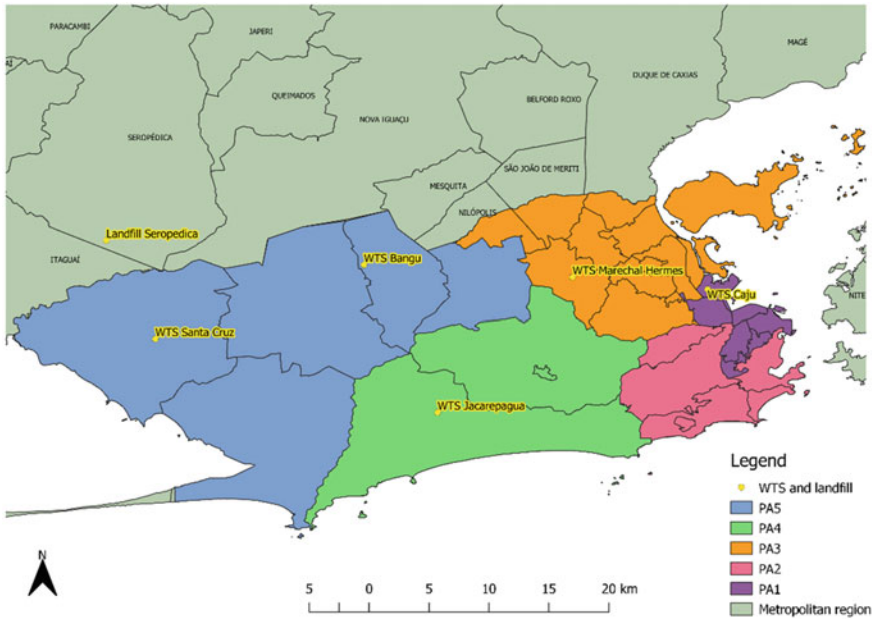 PARACAMBI
JAPERI
MAGÉ
DUQUE DE CAXIAS
QUEIMADOS
BELFORD ROXO
NOVA IGUAÇU
SEROPÉDICA
SÃO JOÃO DE MERITI
MESQUITA
NILÓPOLIS
Landfill Seropedica
ITAGUAÍ
WTS Bangu
WTS Marechal Hermes
WTS Caju
NITE
WTS Santa Cruz
WTS Jacarepagua
Legend
WTS and landfill
PA5
PA4
PA3
PA2
PA1
Metropolitan region
N
5 0 5 10 15 20 km